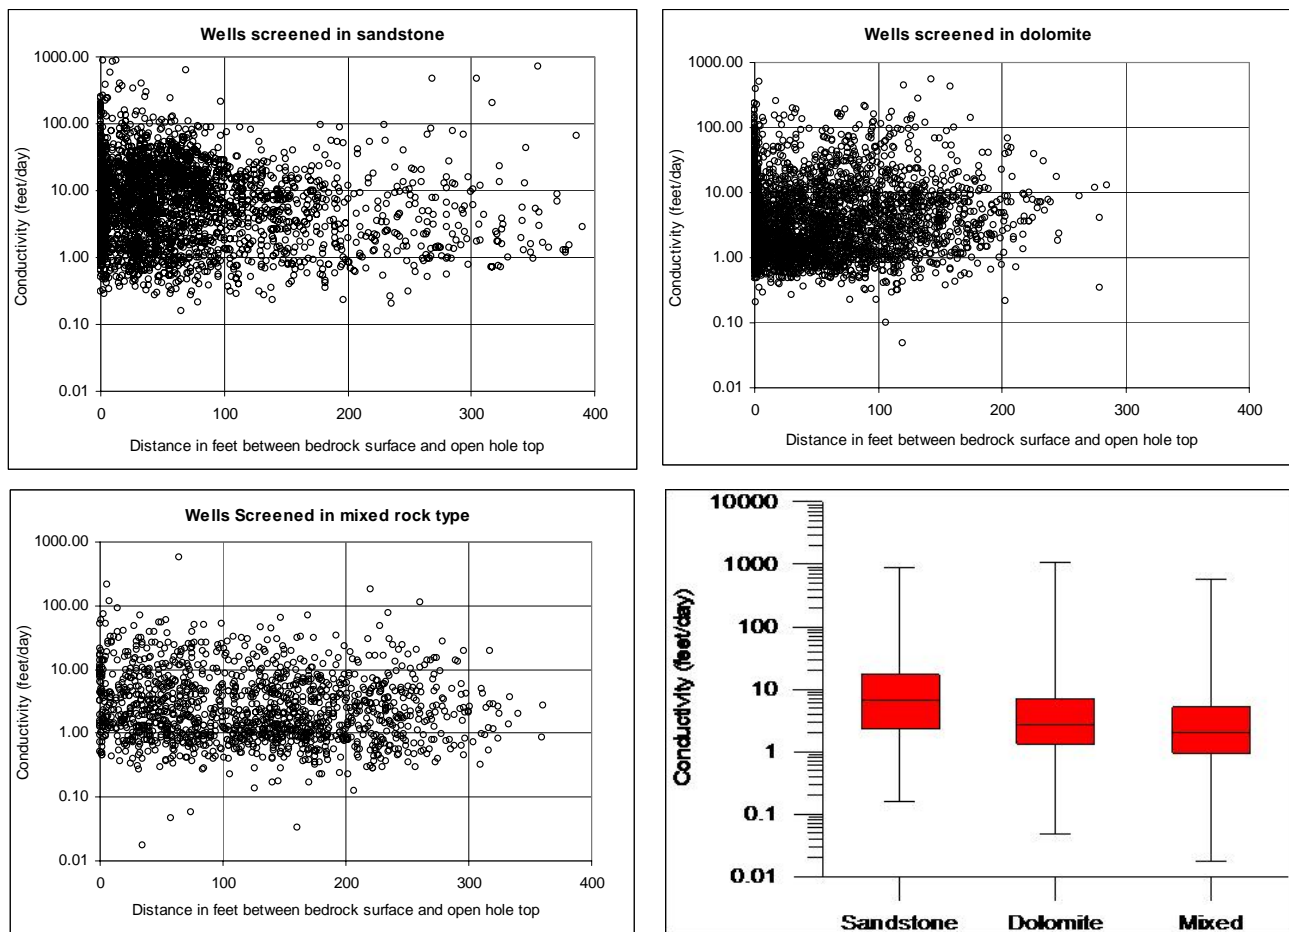 Wells screened in sandstone
1000.00
100.00
10.00
1.00
0.10
0.01
Conductivity (feet/day)
0 100 200 300 400
Distance in feet between bedrock surface and open hole top
Wells screened in dolomite
1000.00
100.00
10.00
1.00
0.10
0.01
Conductivity (feet/day)
0 100 200 300 400
Distance in feet between bedrock surface and open hole top
Wells Screened in mixed rock type
1000.00
100.00
10.00
1.00
0.10
0.01
Conductivity (feet/day)
0 100 200 300 400
Distance in feet between bedrock surface and open hole top
10000
1000
100
10
1
0.1
0.01
Conductivity (feet/day)
Sandstone Dolomite Mixed